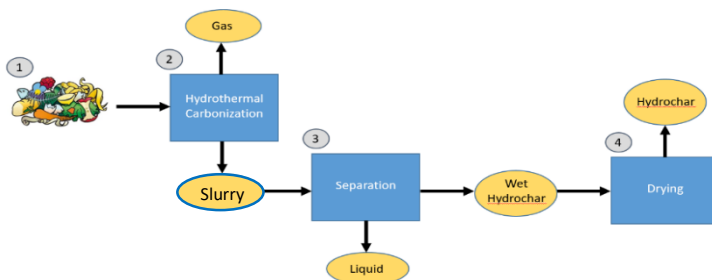 1
2
Gas
Hydrothermal
Carbonization
Slurry
3
Separation
Liquid
Wet
Hydrochar
4
Hydrochar
Drying